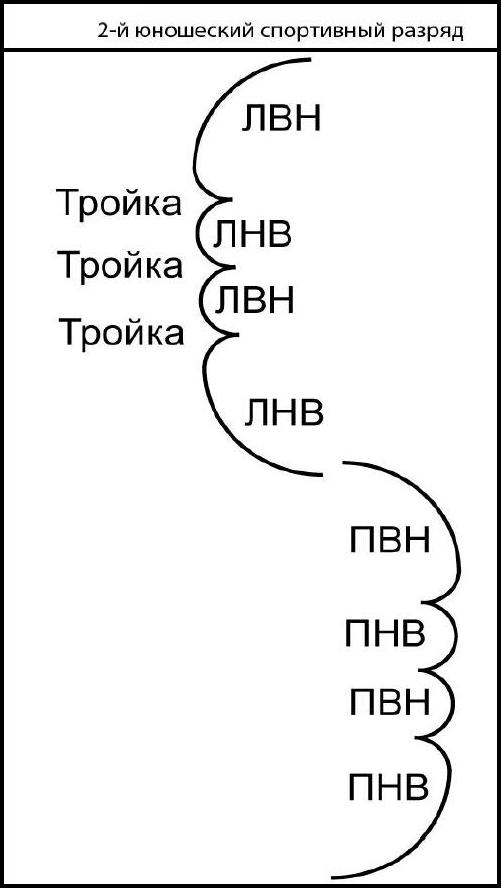 2-й юношеский спортивный разряд
ЛВН
Тройка
ЛНВ
Тройка
ЛВН
Тройка
ЛНВ
ПВН
ПНВ
ПВН
ПНВ